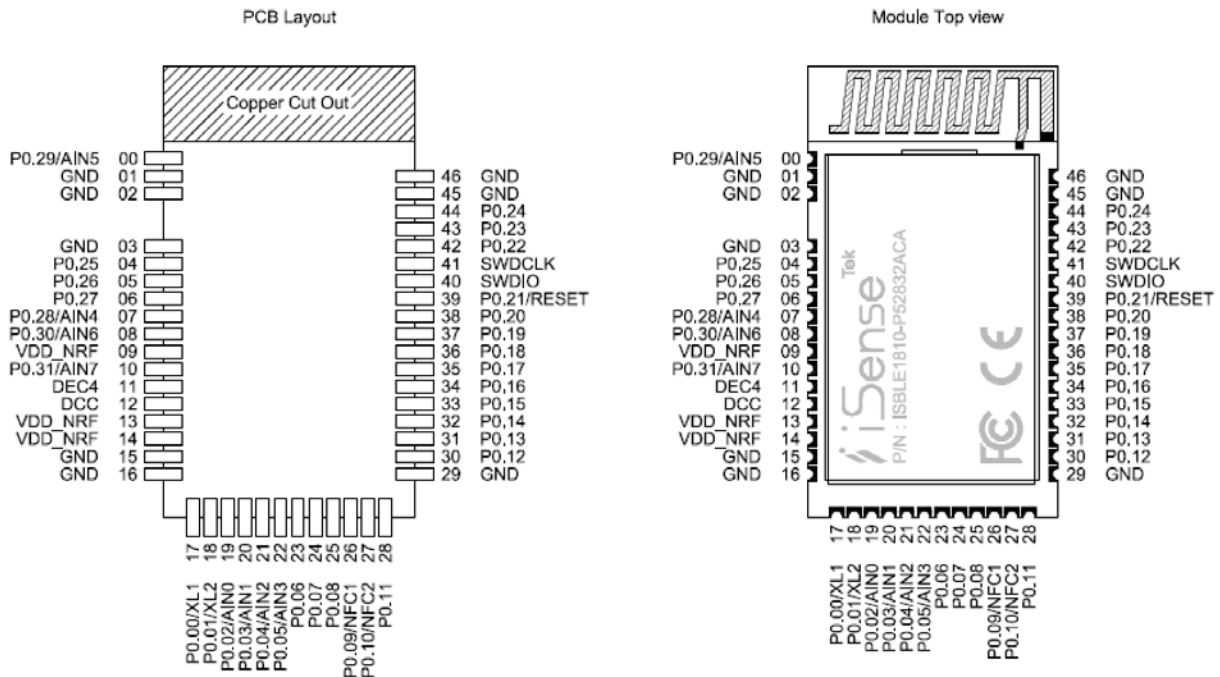 PCB Layout
Copper Cut Out
P0.29/AIN5 00
GND 01
GND 02
GND 03
P0.25 04
P0.26 05
P0.27 06
P0.28/AIN4 07
P0.30/AIN6 08
VDD_NRF 09
P0.31/AIN7 10
DEC4 11
DCC 12
VDD_NRF 13
VDD_NRF 14
GND 15
GND 16
17 P0.00/XL1
18 P0.01/XL2
19 P0.02/AIN0
20 P0.03/AIN1
21 P0.04/AIN2
22 P0.05/AIN3
23 P0.06
24 P0.07
25 P0.08
26 P0.09/NFC1
27 P0.10/NFC2
28 P0.11
46 GND
45 GND
44 P0.24
43 P0.23
42 P0.22
41 SWDCLK
40 SWDIO
39 P0.21/RESET
38 P0.20
37 P0.19
36 P0.18
35 P0.17
34 P0.16
33 P0.15
32 P0.14
31 P0.13
30 P0.12
29 GND
Module Top view
P0.29/AIN5 00
GND 01
GND 02
GND 03
P0.25 04
P0.26 05
P0.27 06
P0.28/AIN4 07
P0.30/AIN6 08
VDD_NRF 09
P0.31/AIN7 10
DEC4 11
DCC 12
VDD_NRF 13
VDD_NRF 14
GND 15
GND 16
iSense Tek
P/N : ISBLE1810-P52832ACA
FC CE
17 P0.00/XL1
18 P0.01/XL2
19 P0.02/AIN0
20 P0.03/AIN1
21 P0.04/AIN2
22 P0.05/AIN3
23 P0.06
24 P0.07
25 P0.08
26 P0.09/NFC1
27 P0.10/NFC2
28 P0.11
46 GND
45 GND
44 P0.24
43 P0.23
42 P0.22
41 SWDCLK
40 SWDIO
39 P0.21/RESET
38 P0.20
37 P0.19
36 P0.18
35 P0.17
34 P0.16
33 P0.15
32 P0.14
31 P0.13
30 P0.12
29 GND